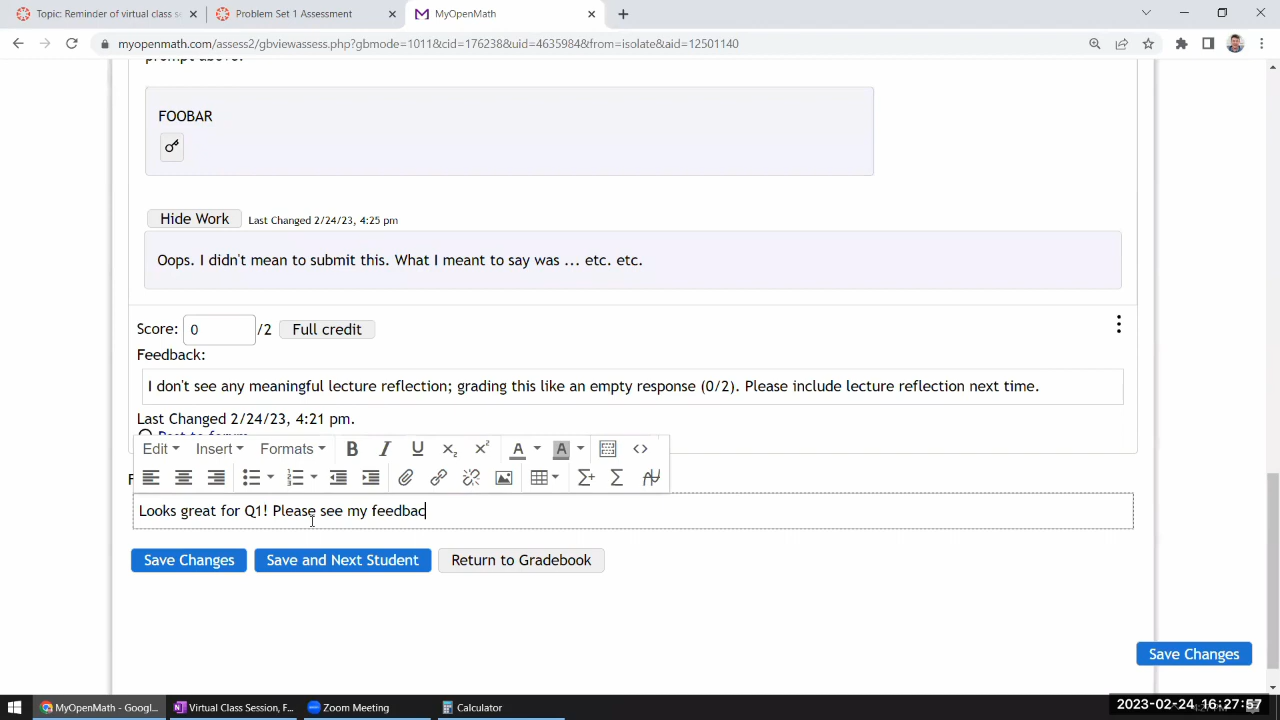 Topic: Reminder of virtual class s
Problem Set 1 Assessment
MyOpenMath
myopenmath.com/assess2/gbviewassess.php?gbmode=1011&cid=176238&uid=4635984&from=isolate&aid=12501140
prompt above.
FOOBAR
Hide Work Last Changed 2/24/23, 4:25 pm
Oops. I didn't mean to submit this. What I meant to say was ... etc. etc.
Score: 0 /2 Full credit
Feedback:
I don't see any meaningful lecture reflection; grading this like an empty response (0/2). Please include lecture reflection next time.
Last Changed 2/24/23, 4:21 pm.
Edit Insert Formats B I U X₂ X² A A <>
Looks great for Q1! Please see my feedbac
Save Changes Save and Next Student Return to Gradebook
Save Changes
MyOpenMath - Googl... Virtual Class Session, F... Zoom Meeting Calculator
2023-02-24 16:27:57